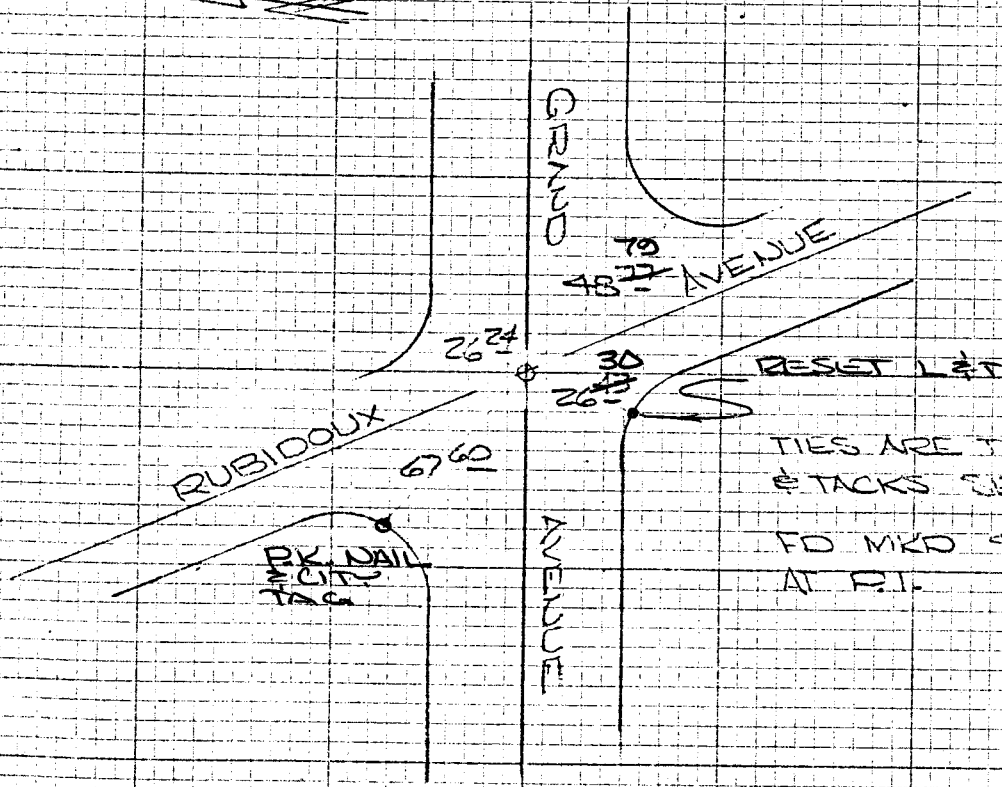 GRAND
79
48 77
AVENUE
26 24
30
26 43
RESET L & T
RUBIDOUX
67 60
TIES ARE T
& TACKS
FD MKD S
AT P.I.
P.K. NAIL
& CITY
TAG
AVENUE